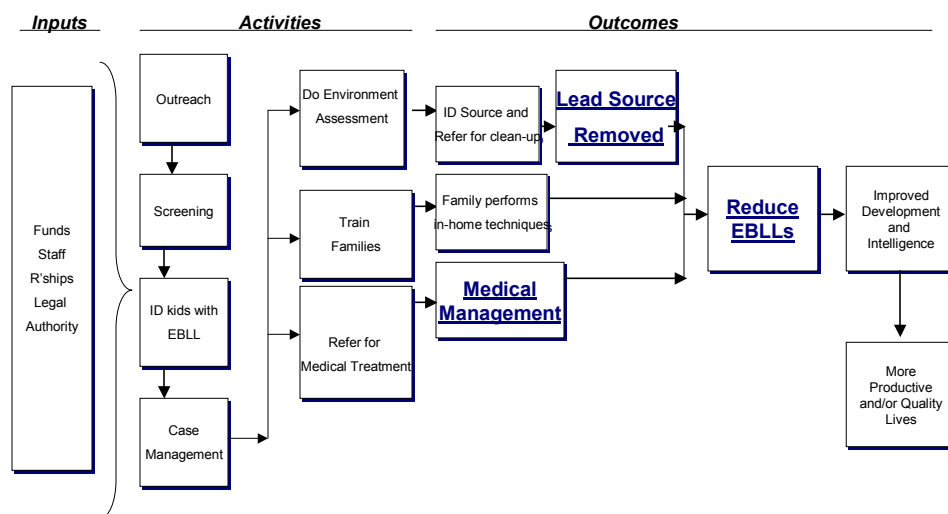 Inputs
Activities
Outcomes
Funds
Staff
R'ships
Legal
Authority
Outreach
Screening
ID kids with
EBLL
Case
Management
Do Environment
Assessment
Train
Families
Refer for
Medical Treatment
ID Source and
Refer for clean-up
Lead Source
Removed
Family performs
in-home techniques
Medical
Management
Reduce
EBLLs
Improved
Development
and
Intelligence
More
Productive
and/or Quality
Lives